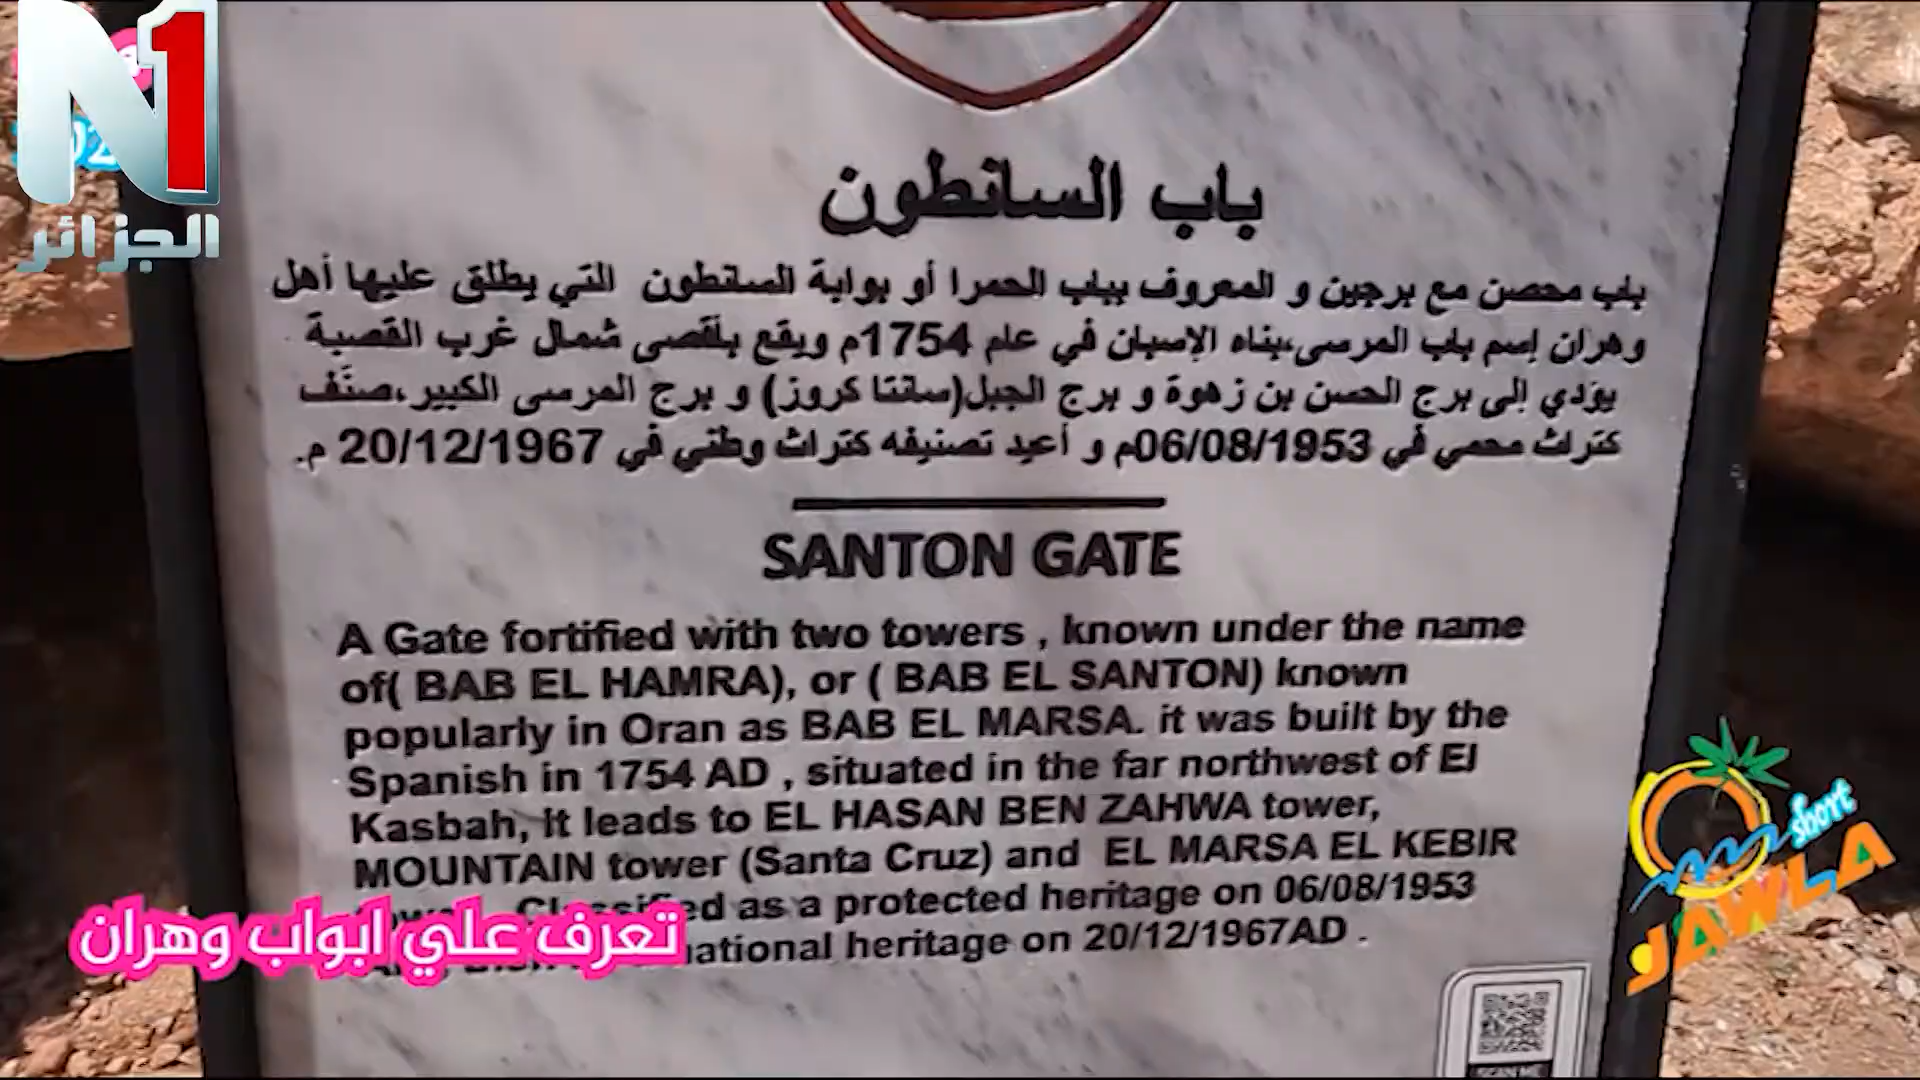 N1
الجزائر
باب السانطون
باب محصن مع برجين و المعروف بباب الحمرا أو بوابة السانطون التي يطلق عليها أهل
وهران إسم باب المرسى،بناه الإسبان في عام 1754م ويقع بأقصى شمال غرب القصبة
يؤدي إلى برج الحسن بن زهوة و برج الجبل(سانتا كروز) و برج المرسى الكبير،صنّف
كتراث محمي في 06/08/1953م و أعيد تصنيفه كتراث وطني في 20/12/1967 م.
SANTON GATE
A Gate fortified with two towers , known under the name
of( BAB EL HAMRA), or ( BAB EL SANTON) known
popularly in Oran as BAB EL MARSA. it was built by the
Spanish in 1754 AD , situated in the far northwest of El
Kasbah, it leads to EL HASAN BEN ZAHWA tower,
MOUNTAIN tower (Santa Cruz) and EL MARSA EL KEBIR
Classified as a protected heritage on 06/08/1953
national heritage on 20/12/1967AD .
تعرف علي ابواب وهران
short
JAWLA